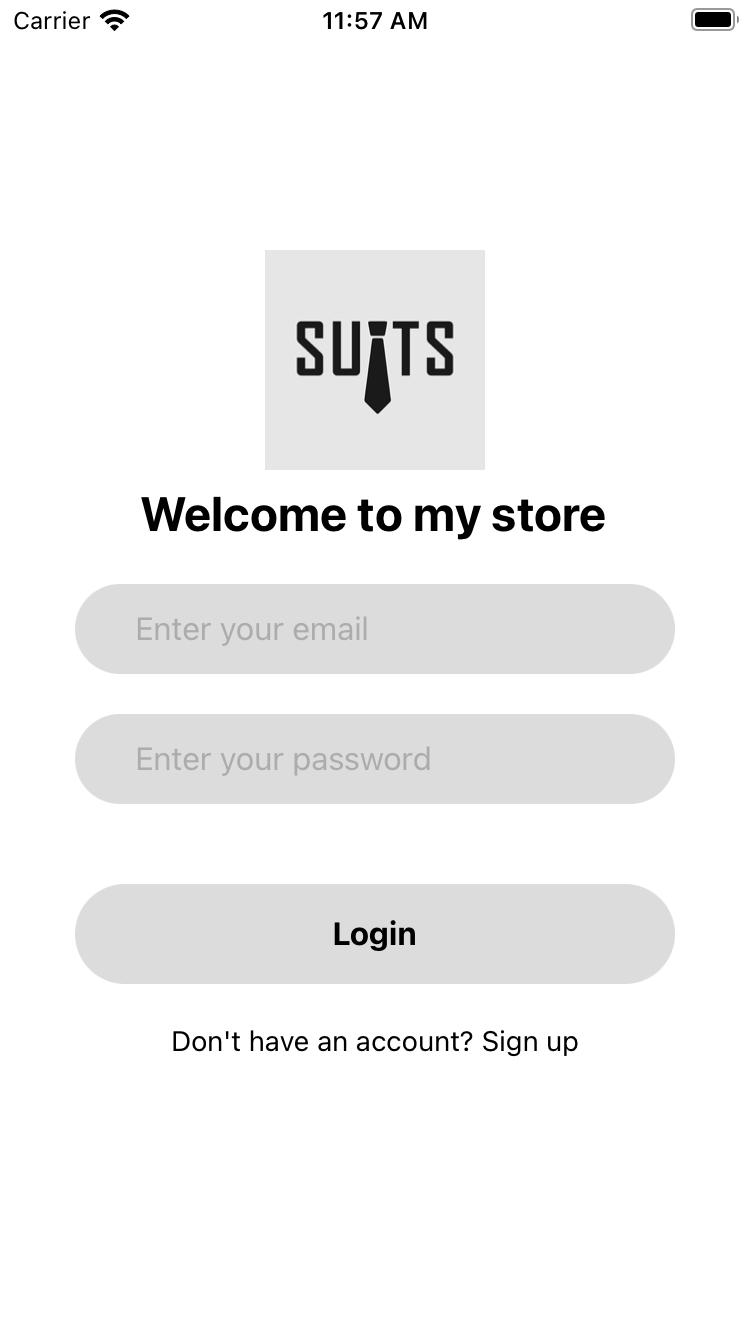 Carrier 11:57 AM
SUITS
Welcome to my store
Enter your email
Enter your password
Login
Don't have an account? Sign up